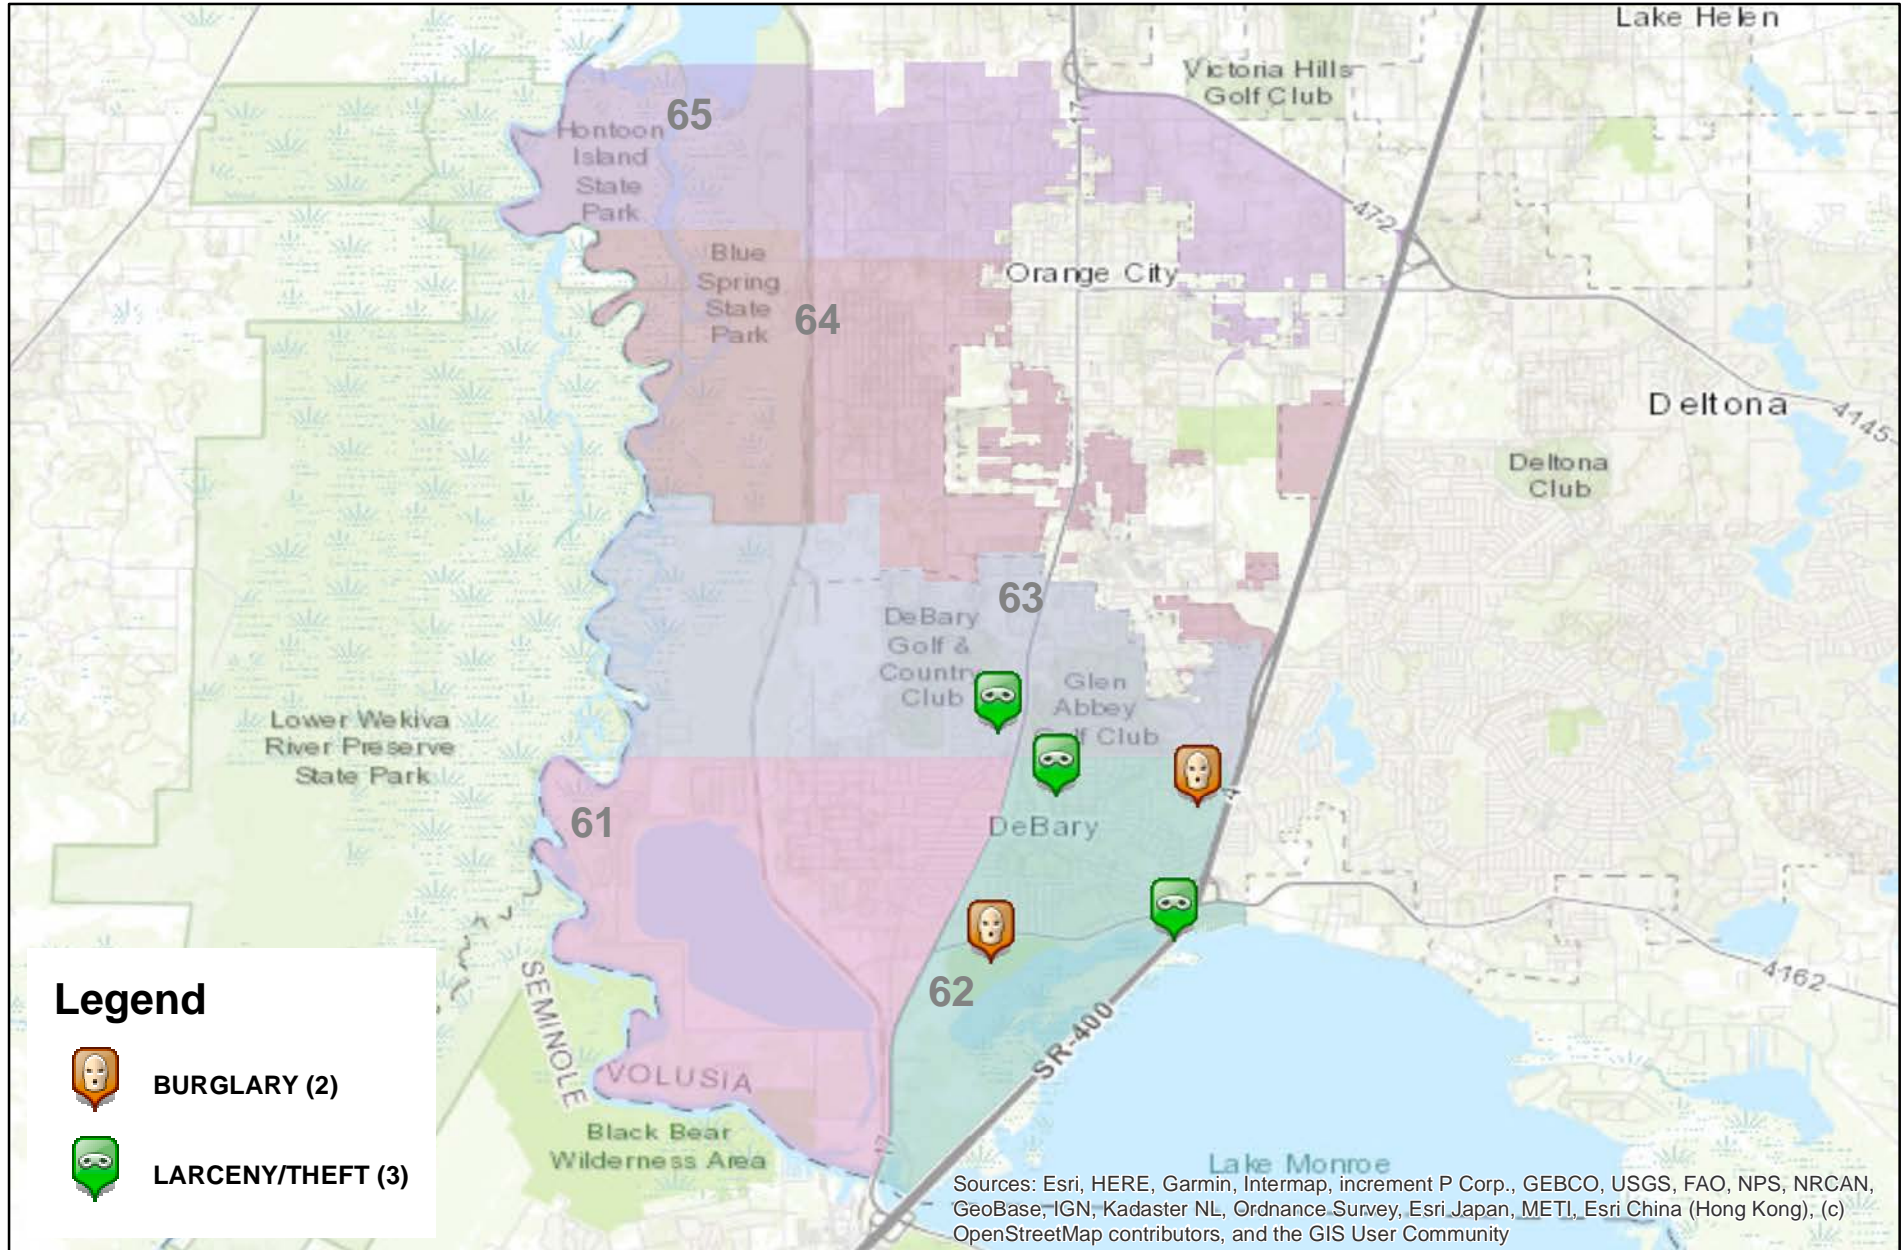 Lake Helen
Victoria Hills
Golf Club
17
65
Hontoon
Island
State
Park
472
Blue
Spring
State
Park
Orange City
64
Deltona
4145
Deltona
Club
63
DeBary
Golf &
Country
Club
Glen
Abbey
Golf Club
Lower Wekiva
River Preserve
State Park
4
61
DeBary
62
4162
SR-400
SEMINOLE
VOLUSIA
Black Bear
Wilderness Area
17
Lake Monroe
Legend
BURGLARY (2)
LARCENY/THEFT (3)
Sources: Esri, HERE, Garmin, Intermap, increment P Corp., GEBCO, USGS, FAO, NPS, NRCAN,
GeoBase, IGN, Kadaster NL, Ordnance Survey, Esri Japan, METI, Esri China (Hong Kong), (c)
OpenStreetMap contributors, and the GIS User Community